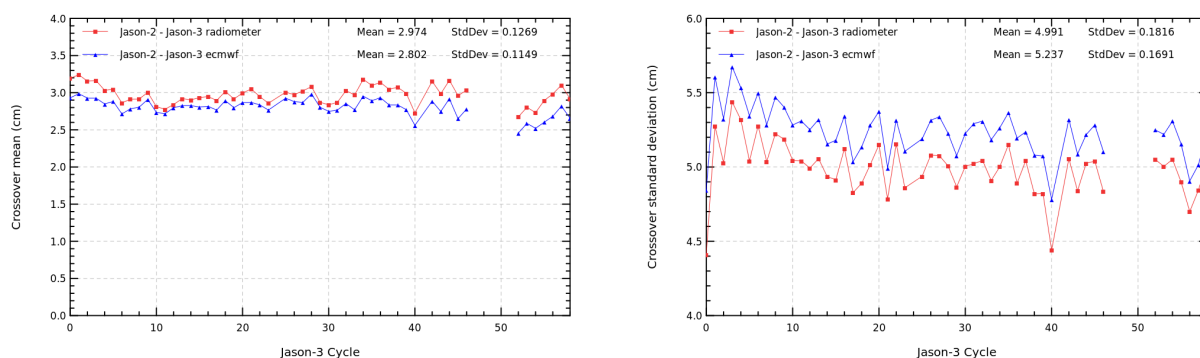 4.0
Jason-2 - Jason-3 radiometer Mean = 2.974 StdDev = 0.1269
3.5
Jason-2 - Jason-3 ecmwf Mean = 2.802 StdDev = 0.1149
3.0
2.5
2.0
1.5
1.0
0.5
0.0
Crossover mean (cm)
0 10 20 30 40 50
Jason-3 Cycle
6.0
Jason-2 - Jason-3 radiometer Mean = 4.991 StdDev = 0.1816
Jason-2 - Jason-3 ecmwf Mean = 5.237 StdDev = 0.1691
5.5
5.0
4.5
4.0
Crossover standard deviation (cm)
0 10 20 30 40 50
Jason-3 Cycle